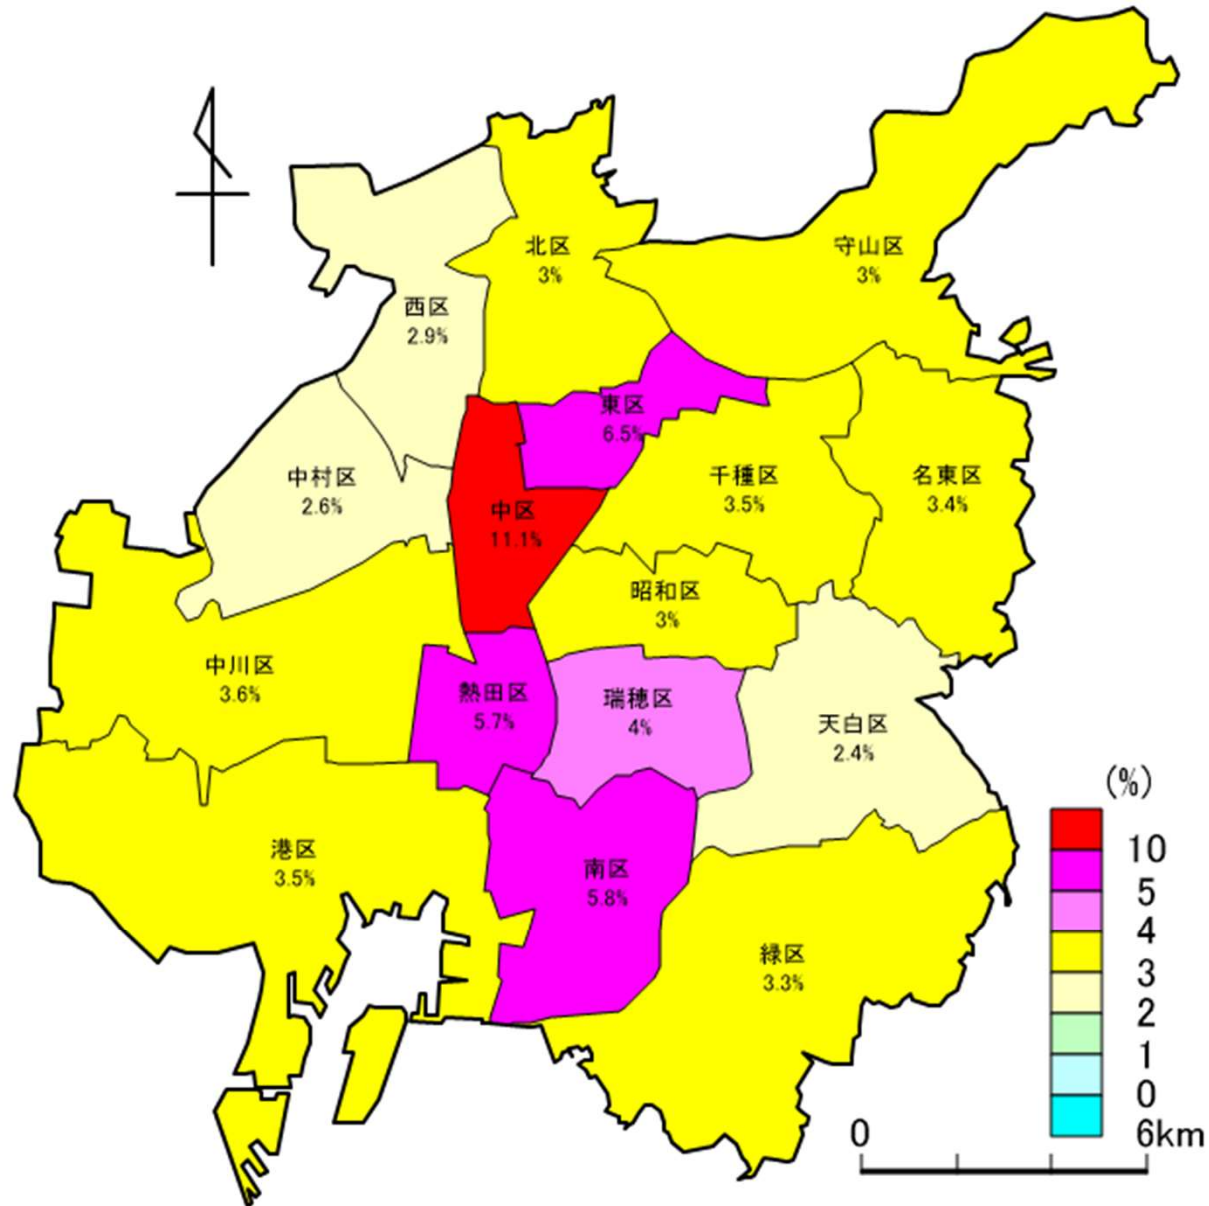 北区
3%
守山区
3%
西区
2.9%
東区
6.5%
中村区
2.6%
中区
11.1%
千種区
3.5%
名東区
3.4%
昭和区
3%
中川区
3.6%
熱田区
5.7%
瑞穂区
4%
天白区
2.4%
港区
3.5%
南区
5.8%
緑区
3.3%
(%)
10
5
4
3
2
1
0
0
6km